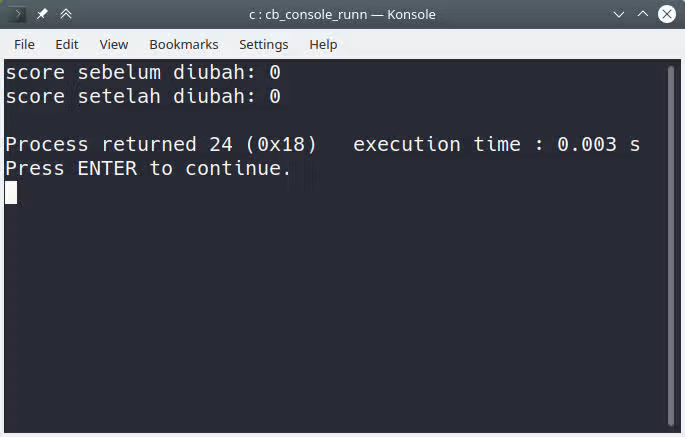 c : cb_console_runn — Konsole
File Edit View Bookmarks Settings Help
score sebelum diubah: 0
score setelah diubah: 0
Process returned 24 (0x18)   execution time : 0.003 s
Press ENTER to continue.